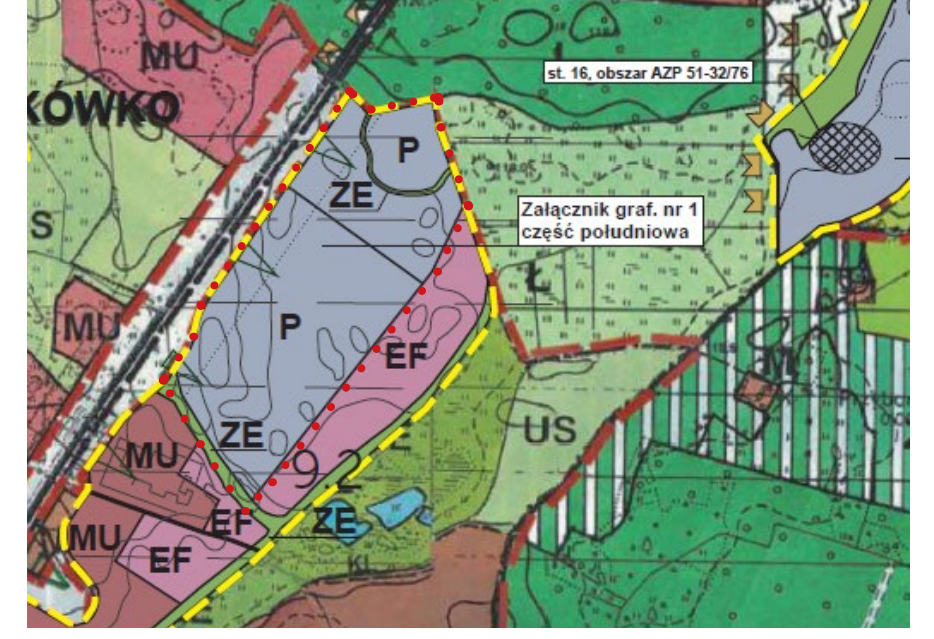 MU
KÓWKO
st. 16, obszar AZP 51-32/76
P
ZE
S
Załącznik graf. nr 1
część południowa
Ł
MU
P
EF
ZE
US
MU
9.2
EF
ZE
MU
EF